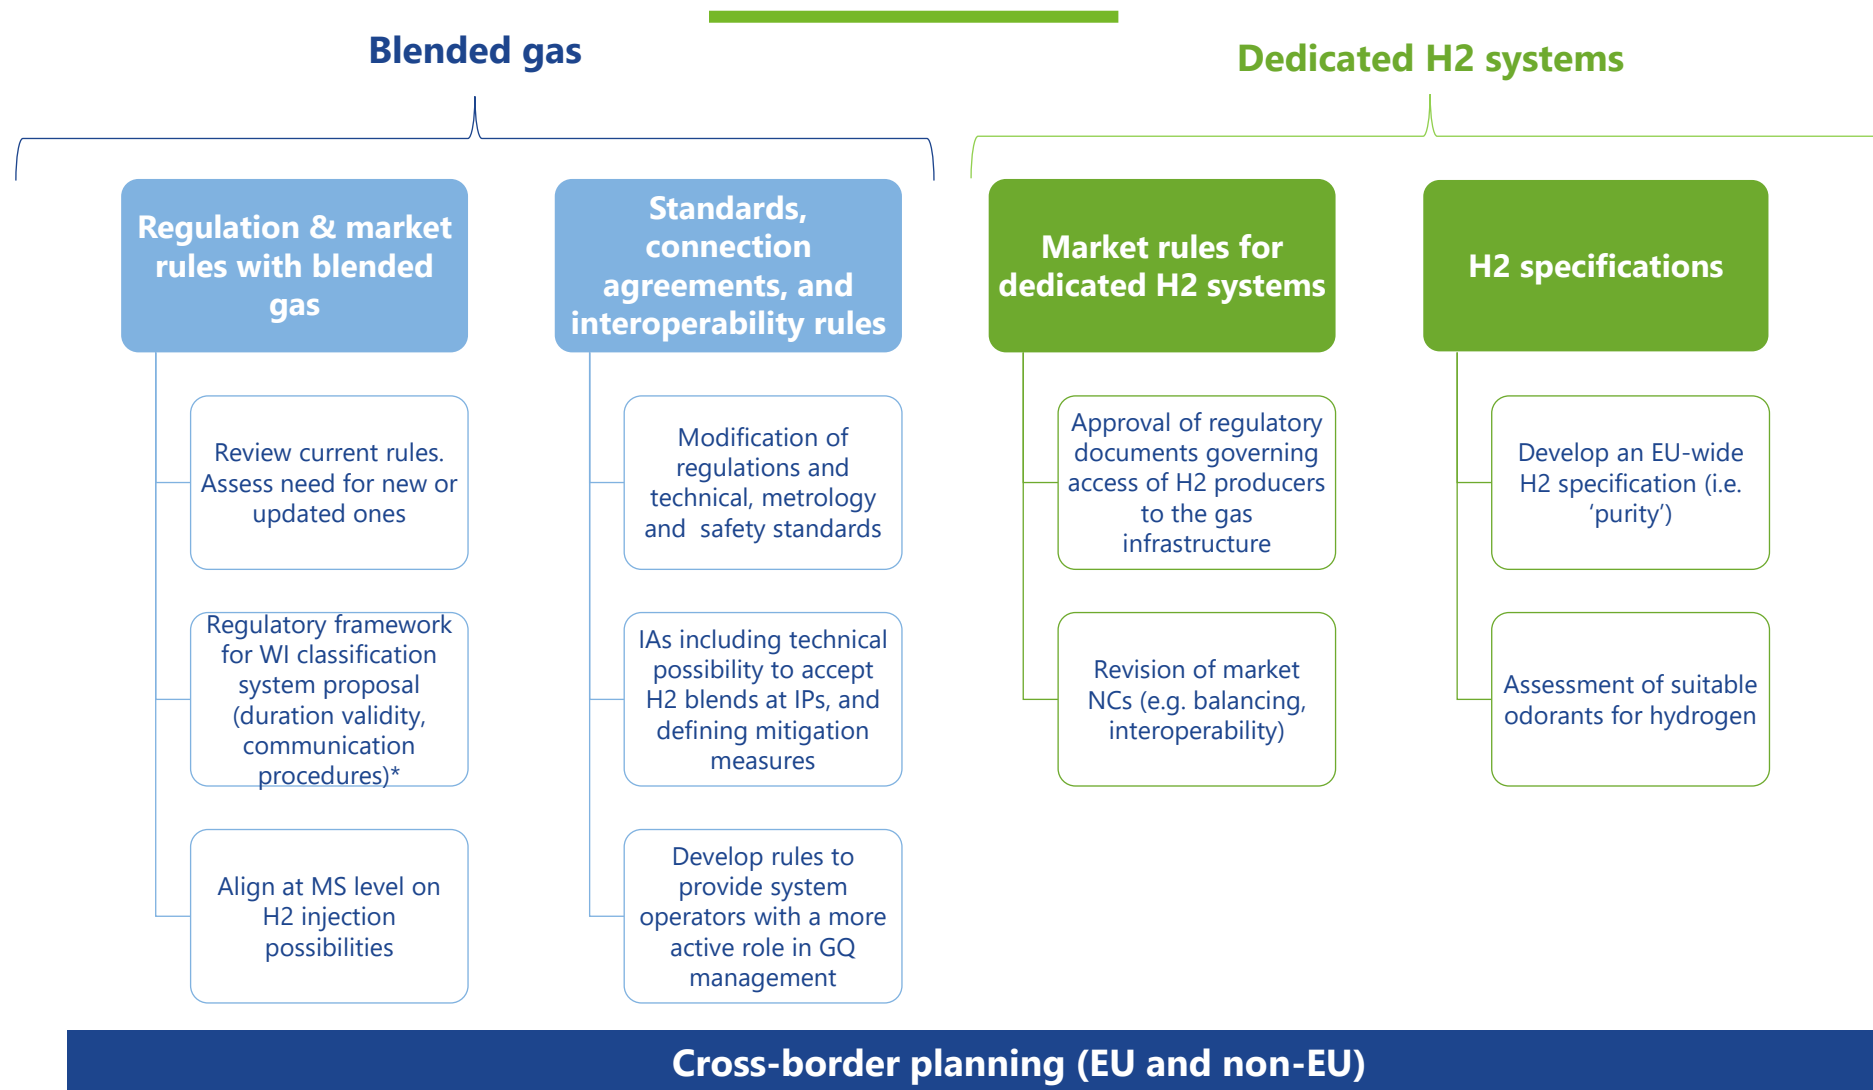 Blended gas
Dedicated H2 systems
Regulation & market
rules with blended
gas
Review current rules.
Assess need for new or
updated ones
Regulatory framework
for WI classification
system proposal
(duration validity,
communication
procedures)*
Align at MS level on
H2 injection
possibilities
Standards,
connection
agreements, and
interoperability rules
Modification of
regulations and
technical, metrology
and  safety standards
IAs including technical
possibility to accept
H2 blends at IPs, and
defining mitigation
measures
Develop rules to
provide system
operators with a more
active role in GQ
management
Market rules for
dedicated H2 systems
Approval of regulatory
documents governing
access of H2 producers
to the gas
infrastructure
Revision of market
NCs (e.g. balancing,
interoperability)
H2 specifications
Develop an EU-wide
H2 specification (i.e.
‘purity’)
Assessment of suitable
odorants for hydrogen
Cross-border planning (EU and non-EU)